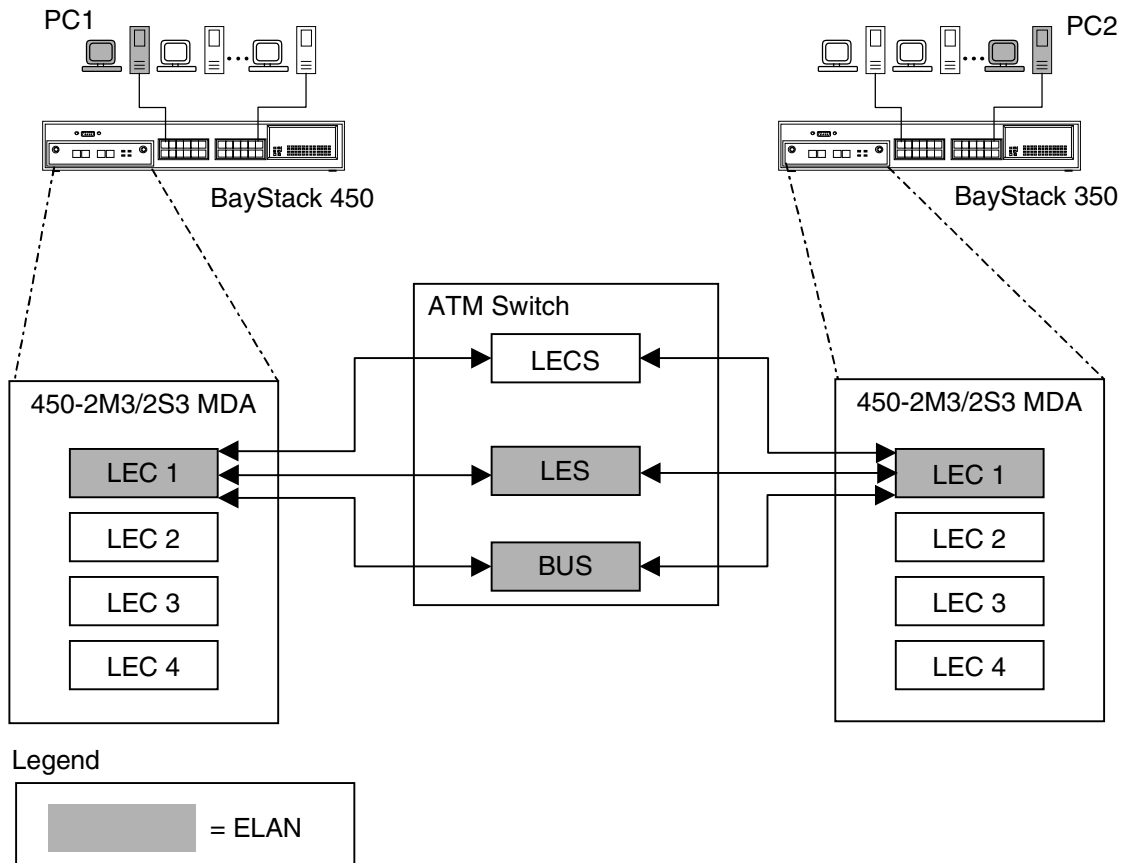 PC1
PC2
BayStack 450
BayStack 350
ATM Switch
LECS
450-2M3/2S3 MDA
450-2M3/2S3 MDA
LEC 1
LES
LEC 1
LEC 2
BUS
LEC 2
LEC 3
LEC 3
LEC 4
LEC 4
Legend
= ELAN